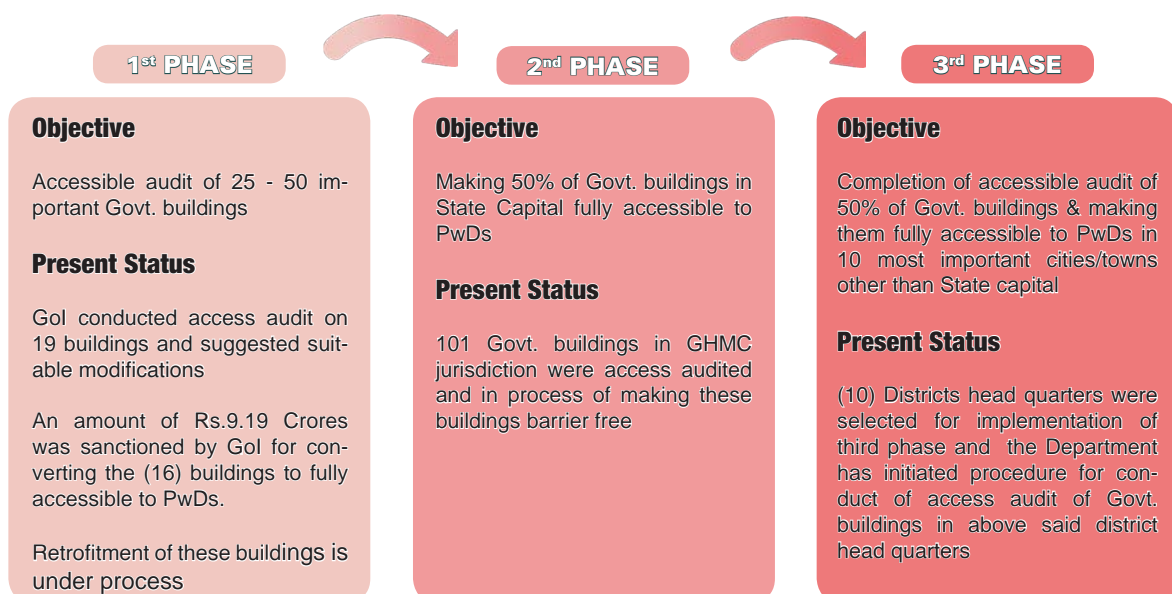 1st PHASE
Objective
Accessible audit of 25 - 50 im-
portant Govt. buildings
Present Status
GoI conducted access audit on
19 buildings and suggested suit-
able modifications
An amount of Rs.9.19 Crores
was sanctioned by GoI for con-
verting the (16) buildings to fully
accessible to PwDs.
Retrofitment of these buildings is
under process
2nd PHASE
Objective
Making 50% of Govt. buildings in
State Capital fully accessible to
PwDs
Present Status
101 Govt. buildings in GHMC
jurisdiction were access audited
and in process of making these
buildings barrier free
3rd PHASE
Objective
Completion of accessible audit of
50% of Govt. buildings & making
them fully accessible to PwDs in
10 most important cities/towns
other than State capital
Present Status
(10) Districts head quarters were
selected for implementation of
third phase and the Department
has initiated procedure for con-
duct of access audit of Govt.
buildings in above said district
head quarters